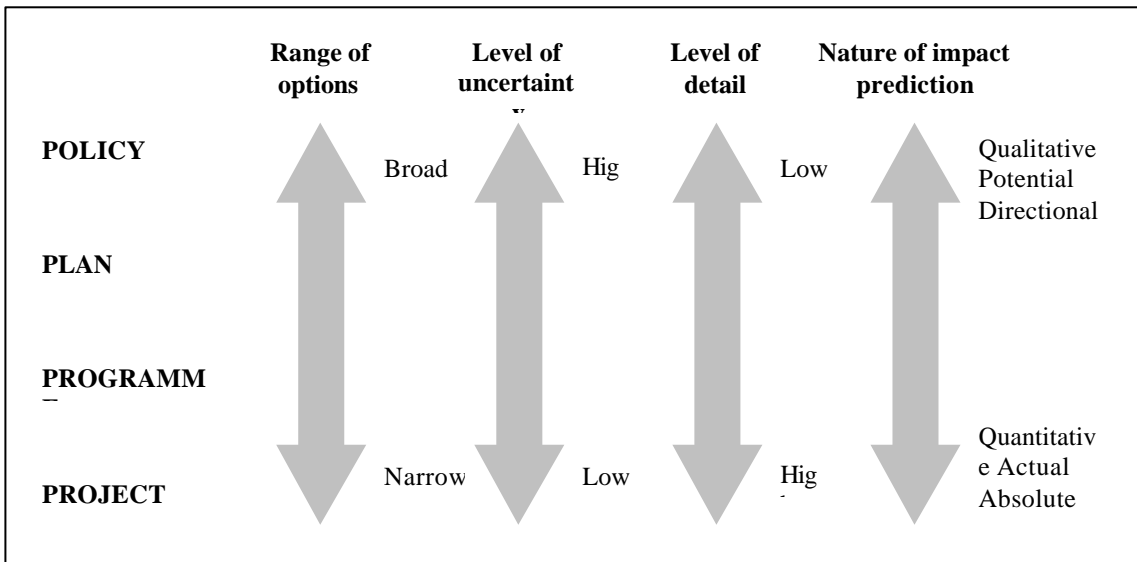 Range of
options
Level of
uncertaint
y
Level of
detail
Nature of impact
prediction
POLICY
Broad
Hig
Low
Qualitative
Potential
Directional
PLAN
PROGRAMM
E
Narrow
Low
Hig
Quantitativ
e Actual
Absolute
PROJECT